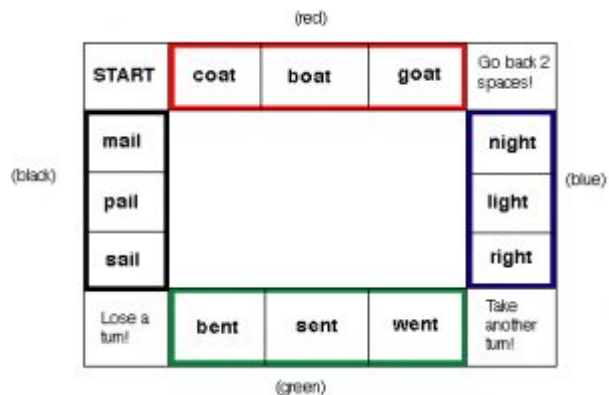 (red)
START coat boat goat Go back 2
spaces!
mail night
(black) (blue)
pail light
sail right
Lose a
turn! bent sent went Take
another
turn!
(green)